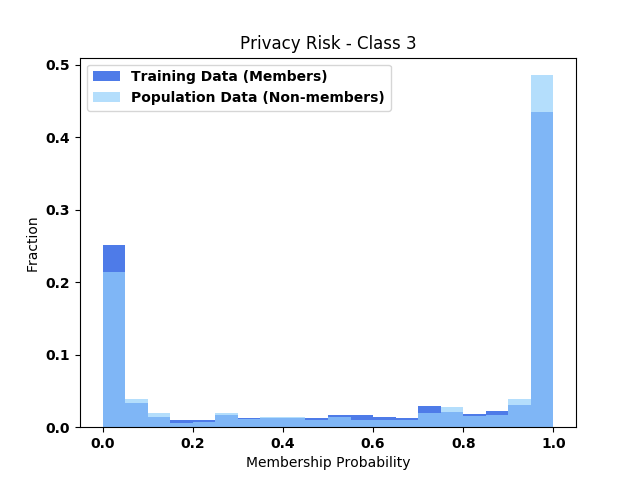 Privacy Risk - Class 3
Training Data (Members)
Population Data (Non-members)
Fraction
0.5
0.4
0.3
0.2
0.1
0.0
0.0 0.2 0.4 0.6 0.8 1.0
Membership Probability